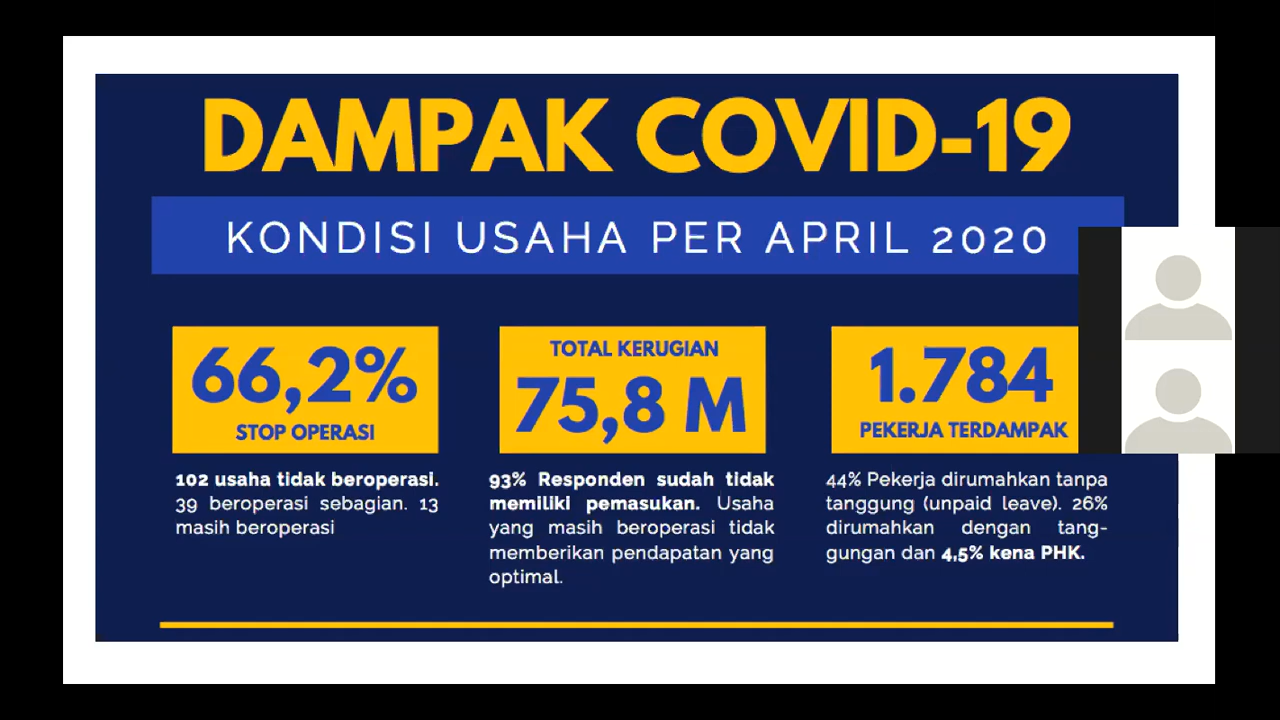 DAMPAK COVID-19
KONDISI USAHA PER APRIL 2020
66,2%
STOP OPERASI
102 usaha tidak beroperasi.
39 beroperasi sebagian. 13
masih beroperasi
TOTAL KERUGIAN
75,8 M
93% Responden sudah tidak
memiliki pemasukan. Usaha
yang masih beroperasi tidak
memberikan pendapatan yang
optimal.
1.784
PEKERJA TERDAMPAK
44% Pekerja dirumahkan tanpa
tanggung (unpaid leave). 26%
dirumahkan dengan tang-
gungan dan 4,5% kena PHK.